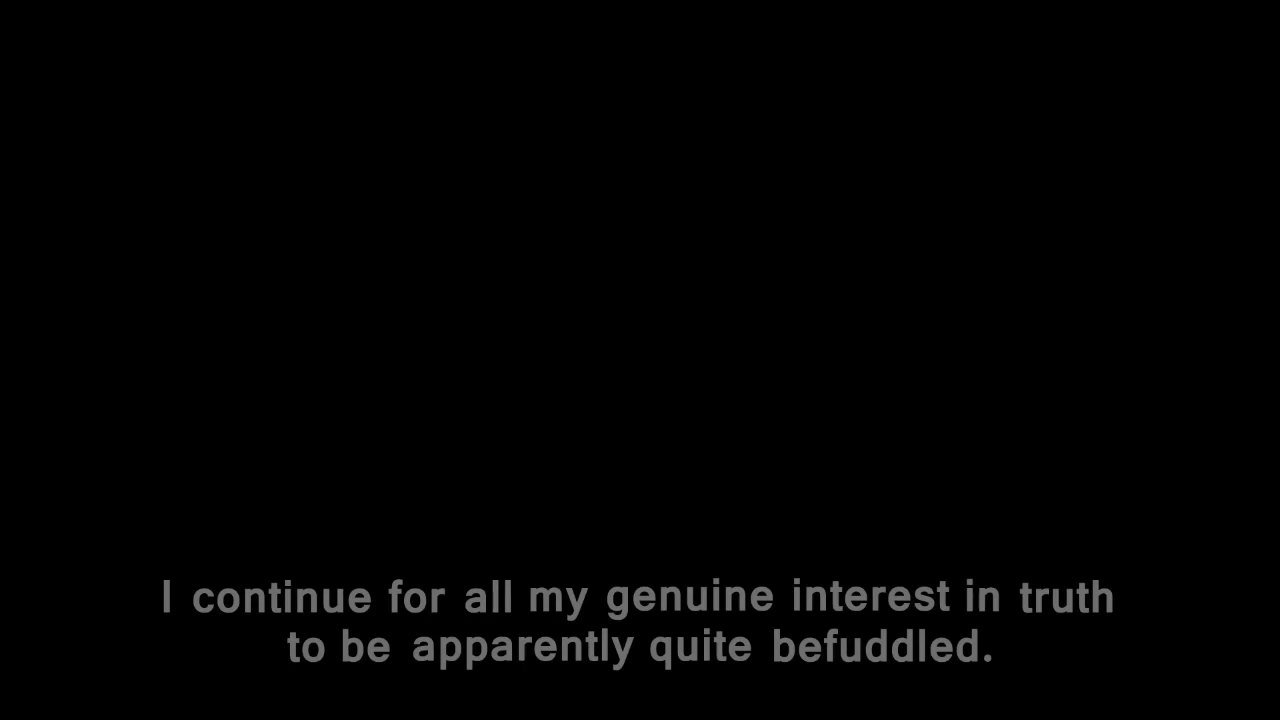 I continue for all my genuine interest in truth
to be apparently quite befuddled.